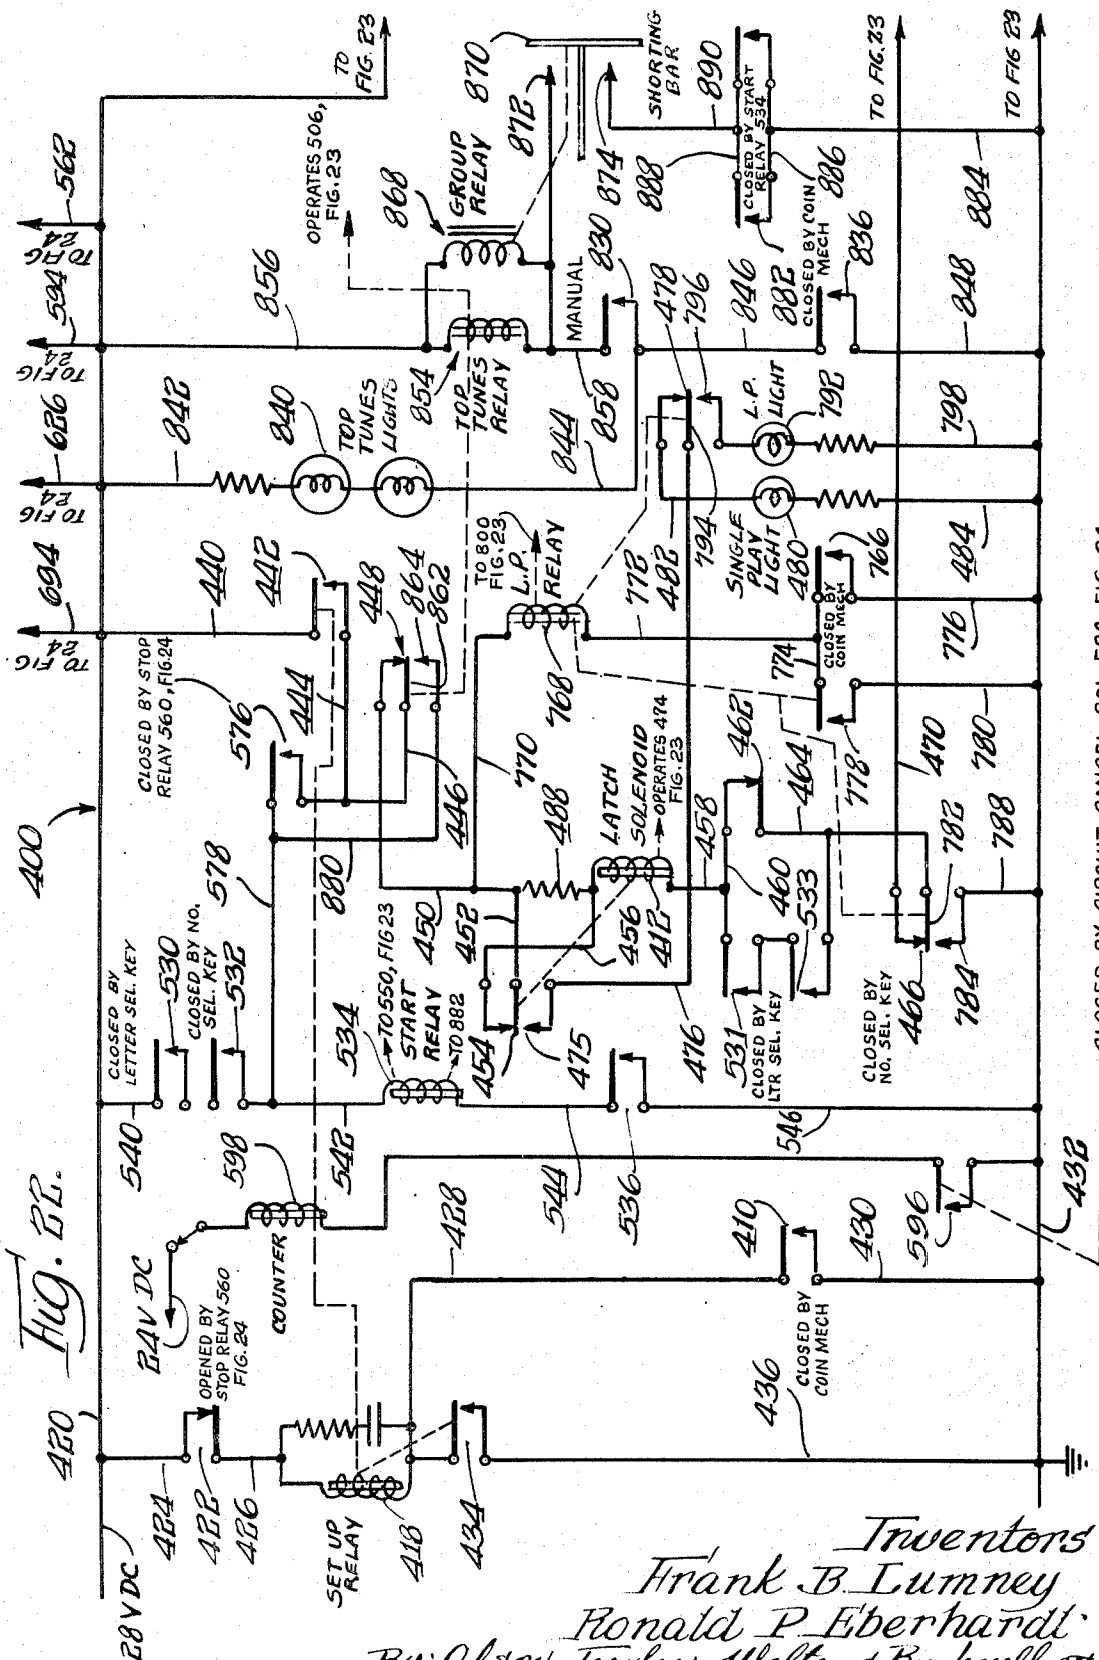 Fig. 22.
400
420
28V DC
424
422
OPENED BY
STOP RELAY 560
FIG. 24
426
SET UP
RELAY
418
434
436
24V DC
COUNTER
598
428
410
CLOSED BY
COIN MECH
430
596
432
540
CLOSED BY
LETTER SEL. KEY
530
CLOSED BY NO.
SEL. KEY
532
578
542
534
TO 550, FIG 23
START
RELAY
TO 882
544
536
546
CLOSED BY STOP
RELAY 560, FIG. 24
576
880
444
446
450
452
454
475
456
412
476
488
LATCH
SOLENOID
OPERATES 474
FIG. 23
458
460
462
464
531
CLOSED BY
LTR SEL. KEY
533
CLOSED BY
NO. SEL. KEY
466
784
782
788
470
TO FIG. 24
694
440
442
448
864
862
770
768
TO 800
FIG. 23
L.P.
RELAY
772
774
CLOSED BY
COIN MECH
766
776
778
780
TO FIG 24
626
842
840
TOP
TUNES
LIGHTS
844
482
794
SINGLE
PLAY
LIGHT
480
484
478
796
L.P.
LIGHT
792
798
TO FIG 24
594
856
854
TOP
TUNES
RELAY
858
MANUAL
830
846
882
CLOSED BY COIN
MECH
836
848
TO FIG 24
562
OPERATES 506,
FIG. 23
868
GROUP
RELAY
872
870
874
SHORTING
BAR
890
888
CLOSED BY START
RELAY
534
886
884
TO
FIG. 23
TO FIG. 23
TO FIG 23
Inventors
Frank B. Lumney
Ronald P. Eberhardt